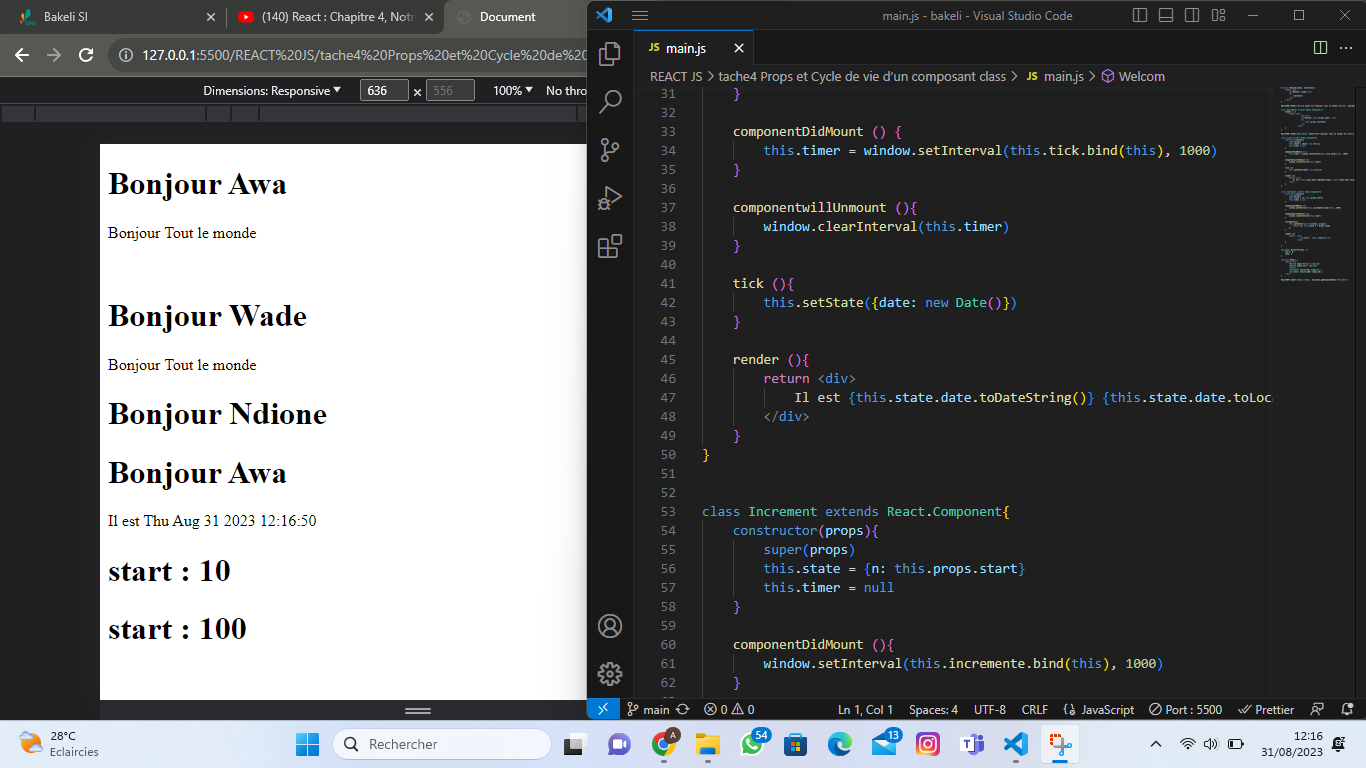 Bakeli SI
(140) React : Chapitre 4, Notr
Document
127.0.0.1:5500/REACT%20JS/tache4%20Props%20et%20Cycle%20de%20
Dimensions: Responsive
636 × 556
100%
No thro
Bonjour Awa
Bonjour Tout le monde
Bonjour Wade
Bonjour Tout le monde
Bonjour Ndione
Bonjour Awa
Il est Thu Aug 31 2023 12:16:50
start : 10
start : 100
main.js - bakeli - Visual Studio Code
JS main.js
REACT JS > tache4 Props et Cycle de vie d'un composant class > JS main.js > Welcom
31 }
32
33 componentDidMount () {
34 this.timer = window.setInterval(this.tick.bind(this), 1000)
35 }
36
37 componentwillUnmount (){
38 window.clearInterval(this.timer)
39 }
40
41 tick (){
42 this.setState({date: new Date()})
43 }
44
45 render (){
46 return <div>
47 Il est {this.state.date.toDateString()} {this.state.date.toLoc
48 </div>
49 }
50 }
51
52
53 class Increment extends React.Component{
54 constructor(props){
55 super(props)
56 this.state = {n: this.props.start}
57 this.timer = null
58 }
59
60 componentDidMount (){
61 window.setInterval(this.incremente.bind(this), 1000)
62 }
main
0 0
Ln 1, Col 1
Spaces: 4
UTF-8
CRLF
{} JavaScript
Port : 5500
Prettier
28°C
Eclaircies
Rechercher
A
54
13
12:16
31/08/2023